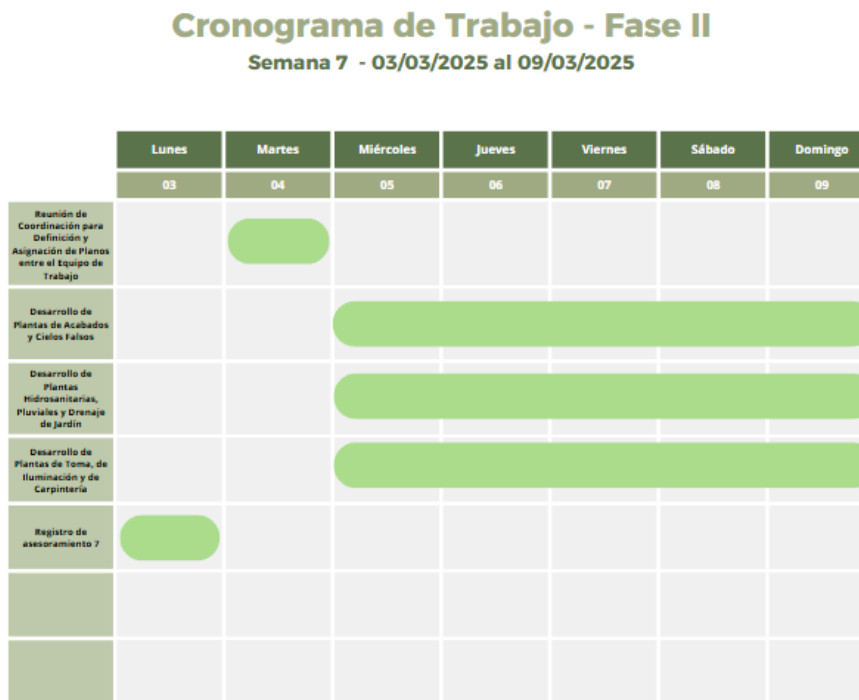 Cronograma de Trabajo - Fase II
Semana 7 - 03/03/2025 al 09/03/2025
Lunes Martes Miércoles Jueves Viernes Sábado Domingo
03 04 05 06 07 08 09
Reunión de
Coordinación para
Definición y
Asignación de Planos
entre el Equipo de
Trabajo
Desarrollo de
Plantas de Acabados
y Cielos Falsos
Desarrollo de
Plantas
Hidrosanitarias,
Pluviales y Drenaje
de Jardín
Desarrollo de
Plantas de Toma, de
Iluminación y de
Carpintería
Registro de
asesoramiento 7